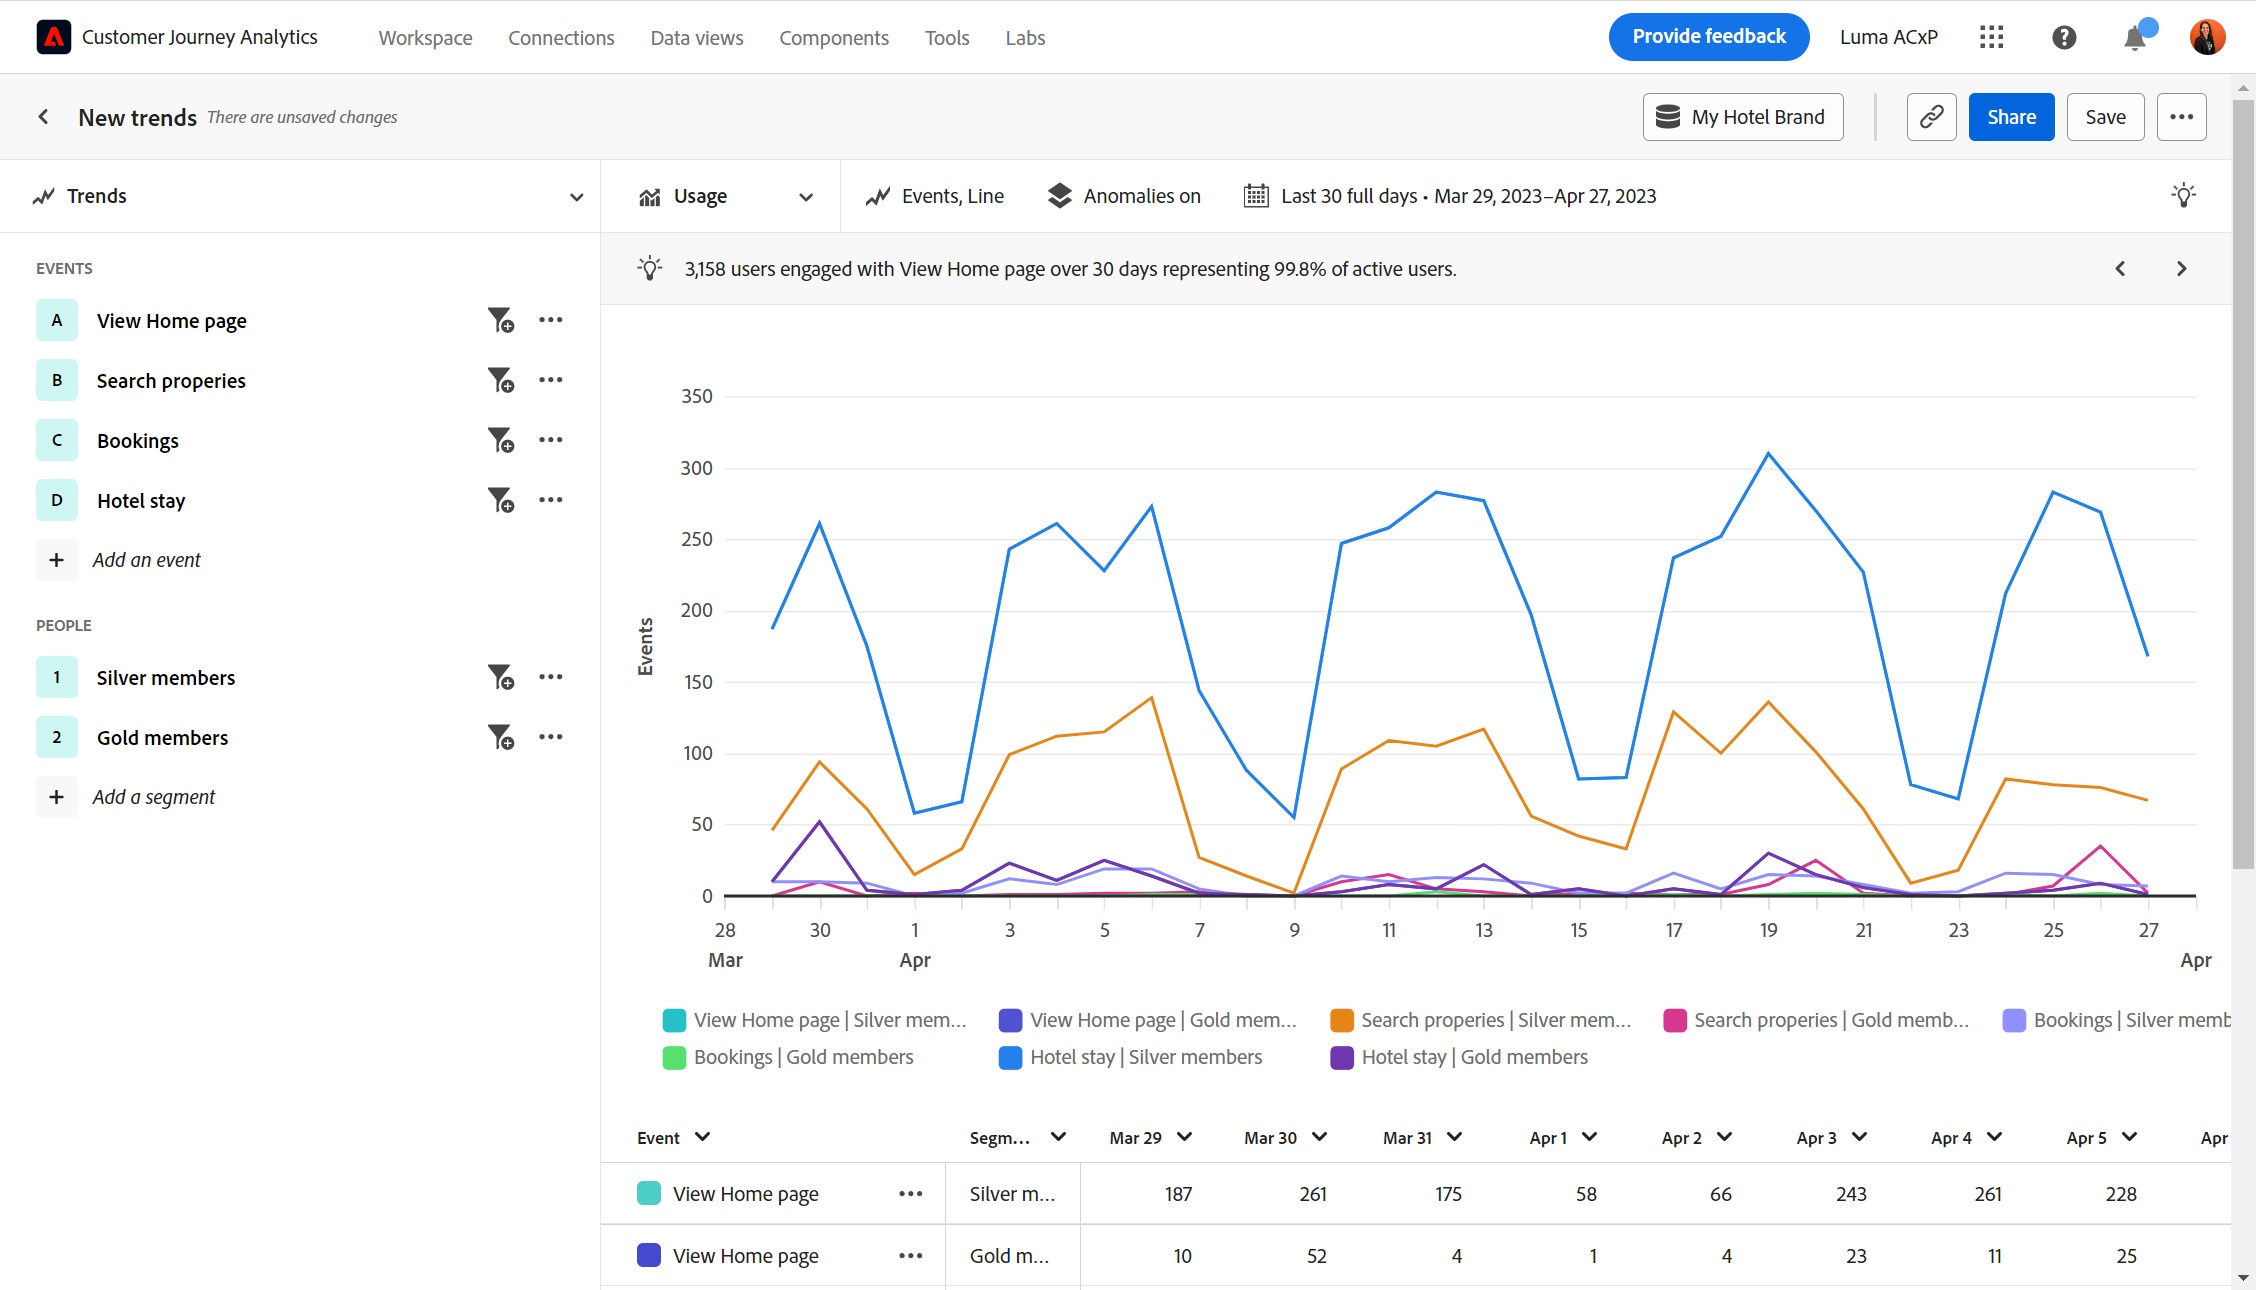 Customer Journey Analytics Workspace Connections Data views Components Tools Labs Provide feedback Luma ACxP
New trends There are unsaved changes My Hotel Brand Share Save
Trends Usage Events, Line Anomalies on Last 30 full days • Mar 29, 2023–Apr 27, 2023
3,158 users engaged with View Home page over 30 days representing 99.8% of active users.
EVENTS
A View Home page
B Search properies
C Bookings
D Hotel stay
+ Add an event
PEOPLE
1 Silver members
2 Gold members
+ Add a segment
350
300
250
200
150
100
50
0
Events
28 30 1 3 5 7 9 11 13 15 17 19 21 23 25 27
Mar Apr Apr
View Home page | Silver mem... View Home page | Gold mem... Search properies | Silver mem... Search properies | Gold memb... Bookings | Silver memb
Bookings | Gold members Hotel stay | Silver members Hotel stay | Gold members
Event Segm... Mar 29 Mar 30 Mar 31 Apr 1 Apr 2 Apr 3 Apr 4 Apr 5 Apr
View Home page Silver m... 187 261 175 58 66 243 261 228
View Home page Gold m... 10 52 4 1 4 23 11 25